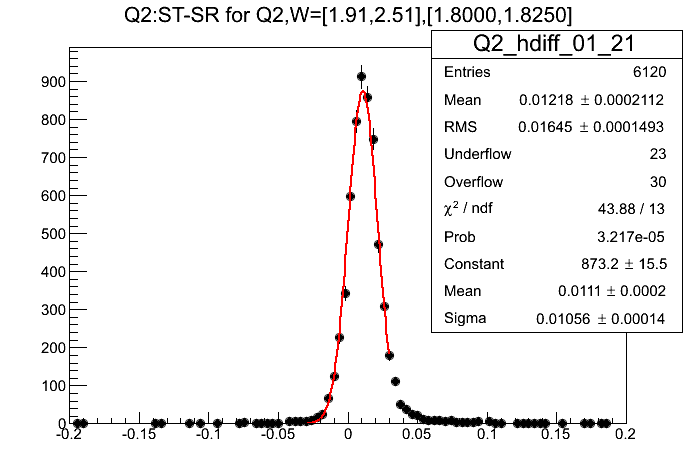 Q2:ST-SR for Q2,W=[1.91,2.51],[1.8000,1.8250]
Q2_hdiff_01_21
Entries 6120
Mean 0.01218 ± 0.0002112
RMS 0.01645 ± 0.0001493
Underflow 23
Overflow 30
χ² / ndf 43.88 / 13
Prob 3.217e-05
Constant 873.2 ± 15.5
Mean 0.0111 ± 0.0002
Sigma 0.01056 ± 0.00014
900
800
700
600
500
400
300
200
100
0
-0.2 -0.15 -0.1 -0.05 0 0.05 0.1 0.15 0.2